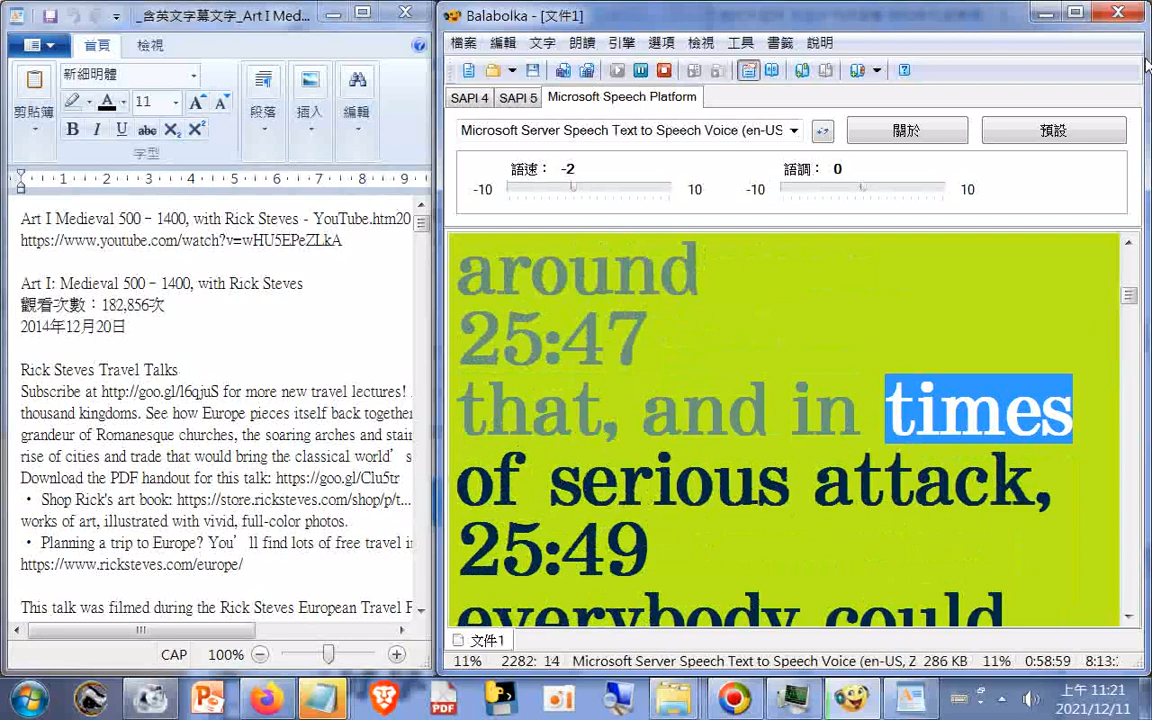 _含英文字幕文字_Art I Med...
首頁
檢視
新細明體
11
剪貼簿
段落
插入
編輯
B I U abc X₂ X²
字型
1 2 3 4 5 6 7 8 9
Art I Medieval 500–1400, with Rick Steves - YouTube.htm20
https://www.youtube.com/watch?v=wHU5EPeZLkA
Art I: Medieval 500–1400, with Rick Steves
觀看次數：182,856次
2014年12月20日
Rick Steves Travel Talks
Subscribe at http://goo.gl/l6qjuS for more new travel lectures!
thousand kingdoms. See how Europe pieces itself back together
grandeur of Romanesque churches, the soaring arches and stair
rise of cities and trade that would bring the classical world's
Download the PDF handout for this talk: https://goo.gl/Clu5tr
• Shop Rick's art book: https://store.ricksteves.com/shop/p/t...
works of art, illustrated with vivid, full-color photos.
• Planning a trip to Europe? You'll find lots of free travel i
https://www.ricksteves.com/europe/
This talk was filmed during the Rick Steves European Travel F
CAP 100%
Balabolka - [文件1]
檔案 編輯 文字 朗讀 引擎 選項 檢視 工具 書籤 說明
SAPI 4 SAPI 5 Microsoft Speech Platform
Microsoft Server Speech Text to Speech Voice (en-US
關於
預設
語速： -2
語調： 0
-10 10 -10 10
around
25:47
that, and in times
of serious attack,
25:49
everybody could
文件1
11% 2282: 14 Microsoft Server Speech Text to Speech Voice (en-US, Z 286 KB 11% 0:58:59 8:13:
上午 11:21
2021/12/11